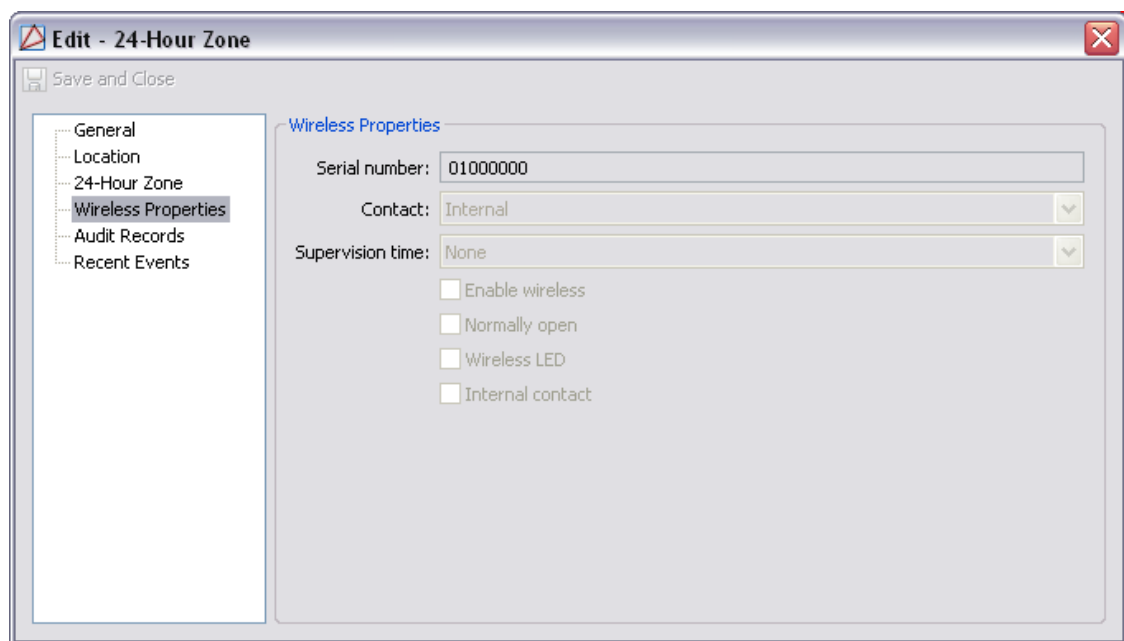 Edit - 24-Hour Zone
Save and Close
General
Location
24-Hour Zone
Wireless Properties
Audit Records
Recent Events
Wireless Properties
Serial number: 01000000
Contact: Internal
Supervision time: None
Enable wireless
Normally open
Wireless LED
Internal contact